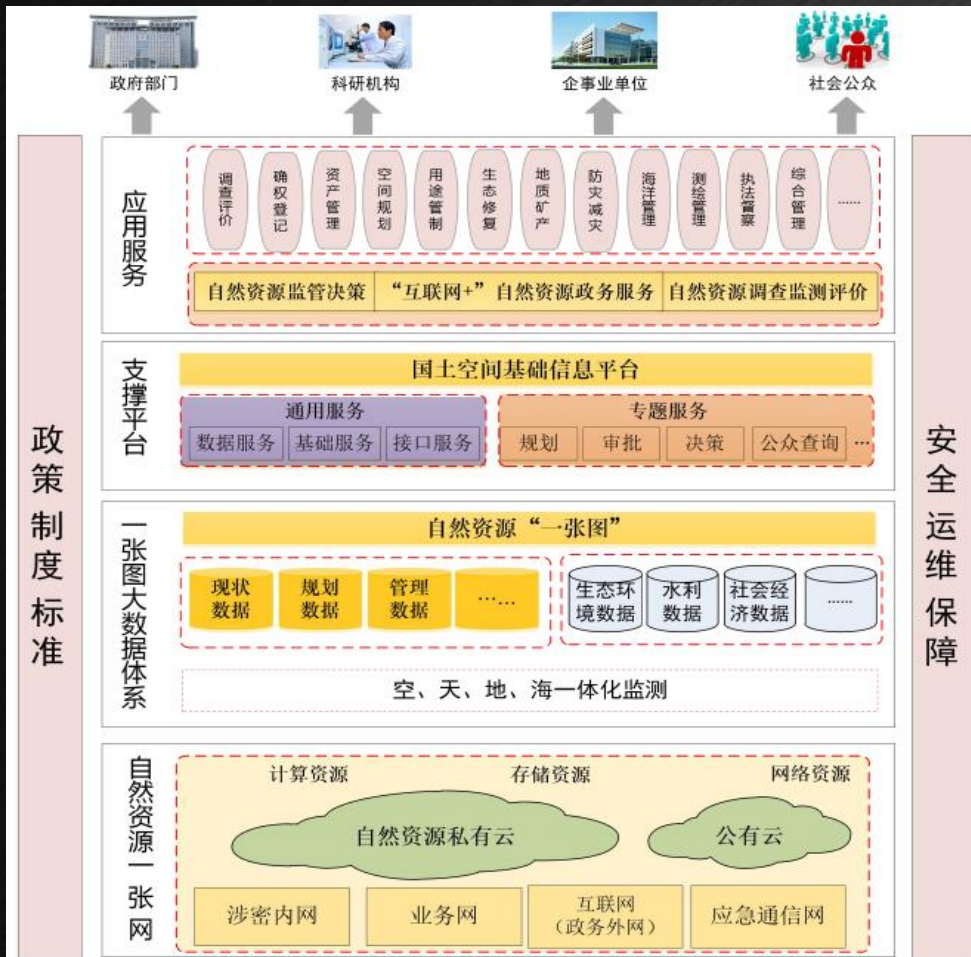 政府部门
科研机构
企事业单位
社会公众
政策制度标准
安全运维保障
应用服务
调查评价
确权登记
资产管理
空间规划
用途管制
生态修复
地质矿产
防灾减灾
海洋管理
测绘管理
执法督察
综合管理
……
自然资源监管决策
“互联网+”自然资源政务服务
自然资源调查监测评价
支撑平台
国土空间基础信息平台
通用服务
数据服务
基础服务
接口服务
专题服务
规划
审批
决策
公众查询
…
一张图大数据体系
自然资源“一张图”
现状
数据
规划
数据
管理
数据
……
生态环
境数据
水利
数据
社会经
济数据
……
空、天、地、海一体化监测
自然资源一张网
计算资源
存储资源
网络资源
自然资源私有云
公有云
涉密内网
业务网
互联网
（政务外网）
应急通信网